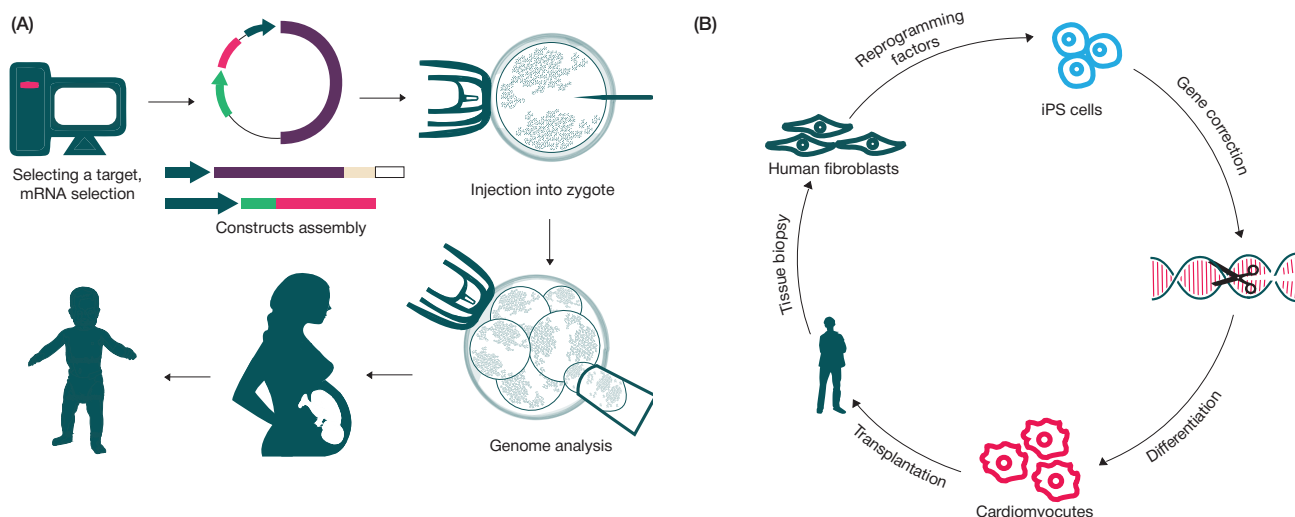 (A)
Selecting a target,
mRNA selection
Constructs assembly
Injection into zygote
Genome analysis
(B)
Reprogramming
factors
iPS cells
Gene correction
Human fibroblasts
Tissue biopsy
Differentiation
Transplantation
Cardiomyocutes